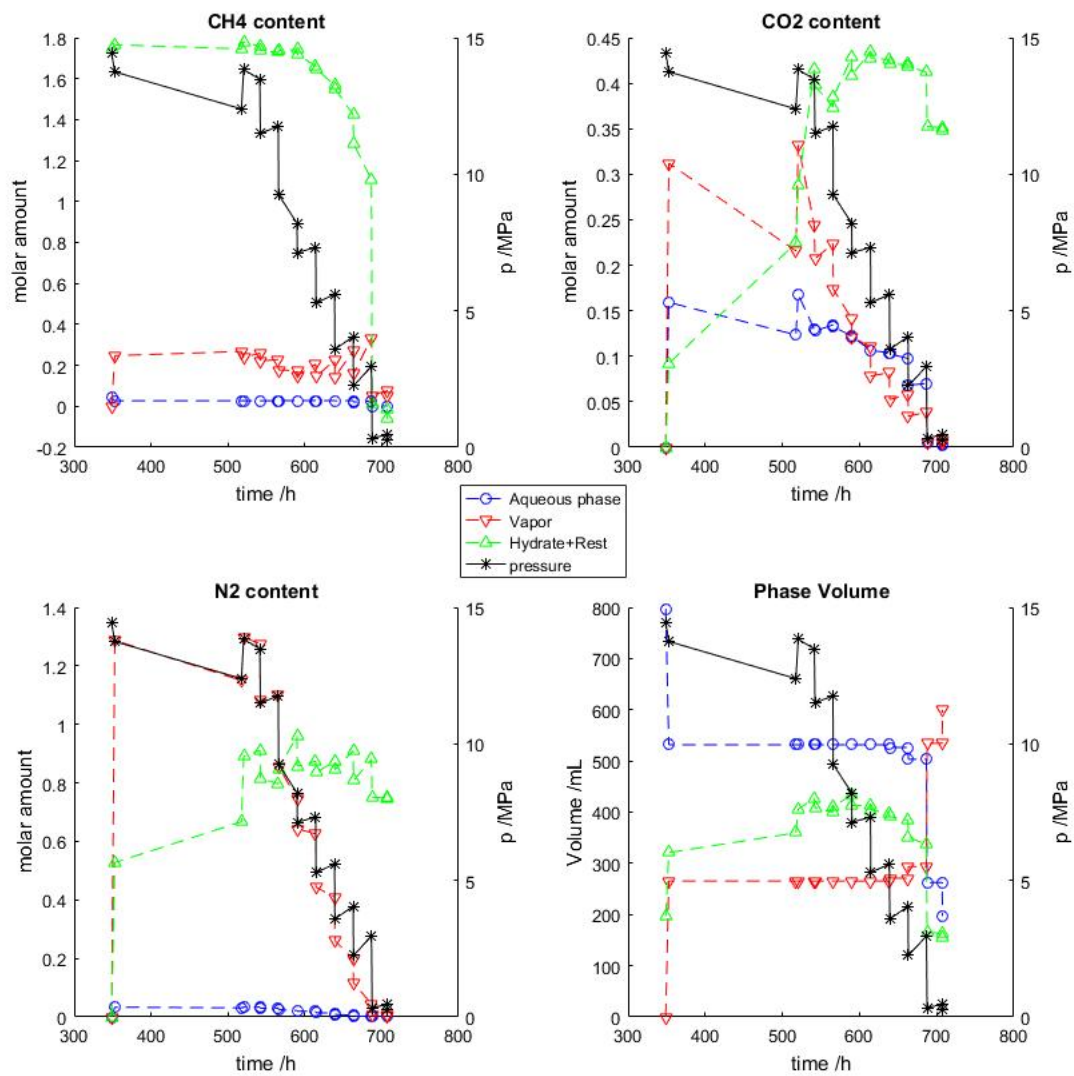 CH4 content
1.8
1.6
1.4
1.2
1
0.8
0.6
0.4
0.2
0
-0.2
molar amount
15
10
5
0
p /MPa
300 400 500 600 700 800
time /h
CO2 content
0.45
0.4
0.35
0.3
0.25
0.2
0.15
0.1
0.05
0
molar amount
15
10
5
0
p /MPa
300 400 500 600 700 800
time /h
Aqueous phase
Vapor
Hydrate+Rest
pressure
N2 content
1.4
1.2
1
0.8
0.6
0.4
0.2
0
molar amount
15
10
5
0
p /MPa
300 400 500 600 700 800
time /h
Phase Volume
800
700
600
500
400
300
200
100
0
Volume /mL
15
10
5
0
p /MPa
300 400 500 600 700 800
time /h